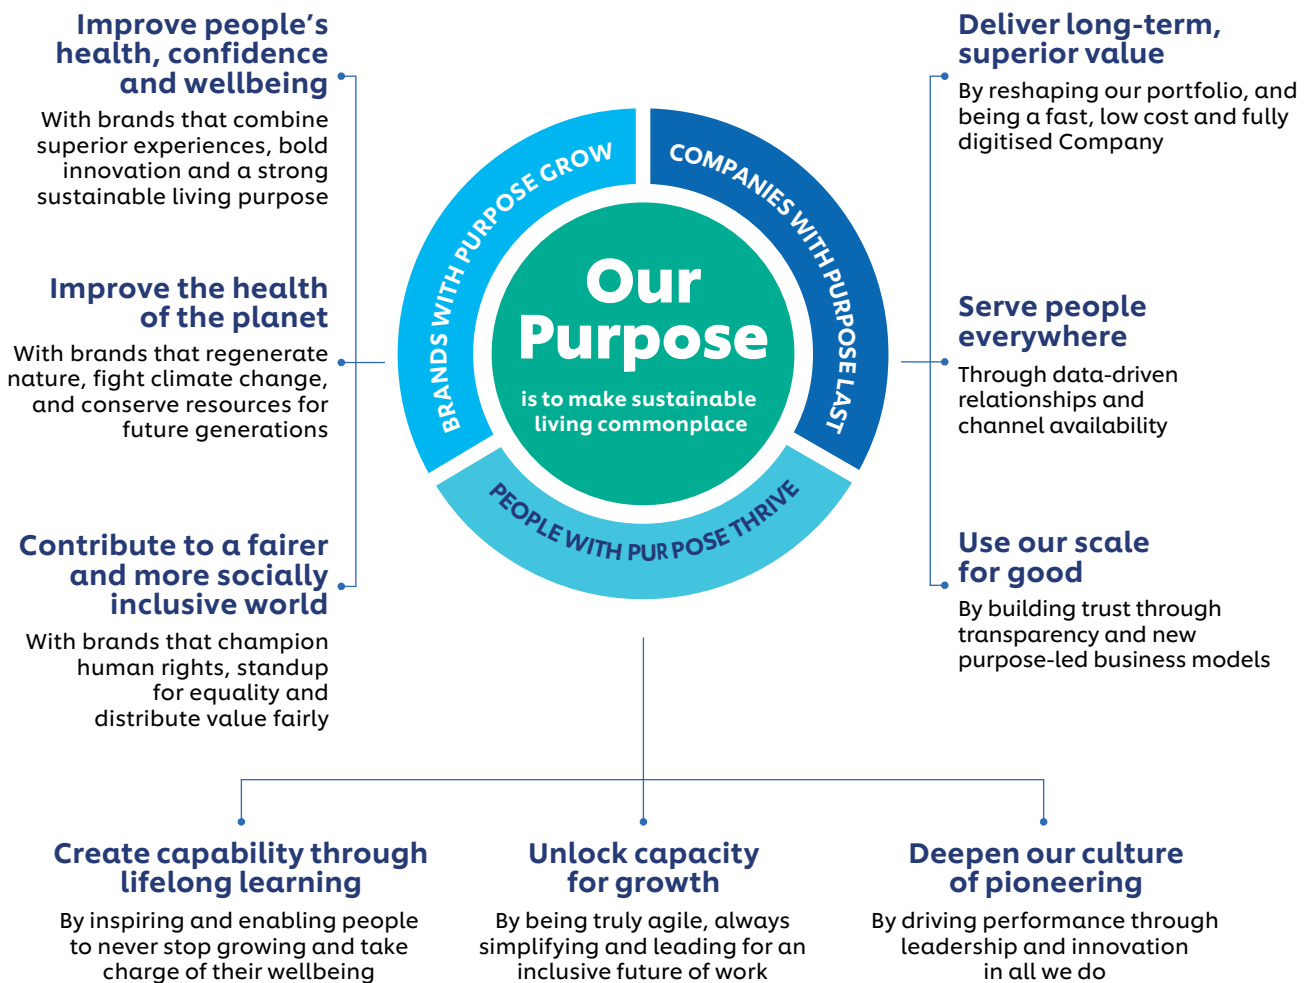 Improve people's
health, confidence
and wellbeing
With brands that combine
superior experiences, bold
innovation and a strong
sustainable living purpose
Improve the health
of the planet
With brands that regenerate
nature, fight climate change,
and conserve resources for
future generations
Contribute to a fairer
and more socially
inclusive world
With brands that champion
human rights, standup
for equality and
distribute value fairly
BRANDS WITH PURPOSE GROW
COMPANIES WITH PURPOSE LAST
PEOPLE WITH PURPOSE THRIVE
Our
Purpose
is to make sustainable
living commonplace
Deliver long-term,
superior value
By reshaping our portfolio, and
being a fast, low cost and fully
digitised Company
Serve people
everywhere
Through data-driven
relationships and
channel availability
Use our scale
for good
By building trust through
transparency and new
purpose-led business models
Create capability through
lifelong learning
By inspiring and enabling people
to never stop growing and take
charge of their wellbeing
Unlock capacity
for growth
By being truly agile, always
simplifying and leading for an
inclusive future of work
Deepen our culture
of pioneering
By driving performance through
leadership and innovation
in all we do